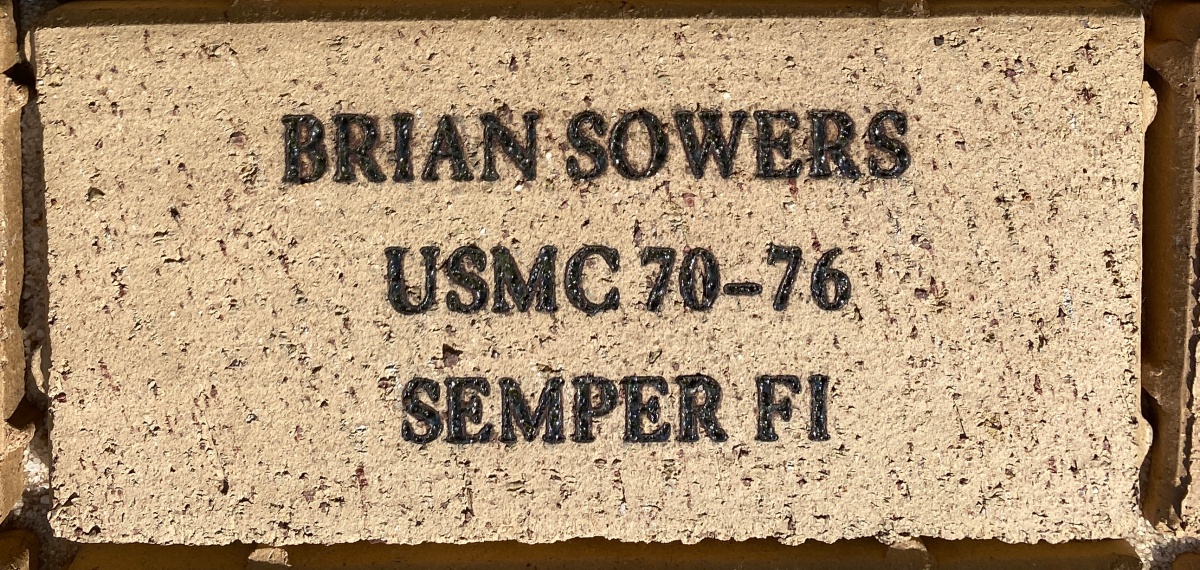 BRIAN SOWERS
USMC 70-76
SEMPER FI